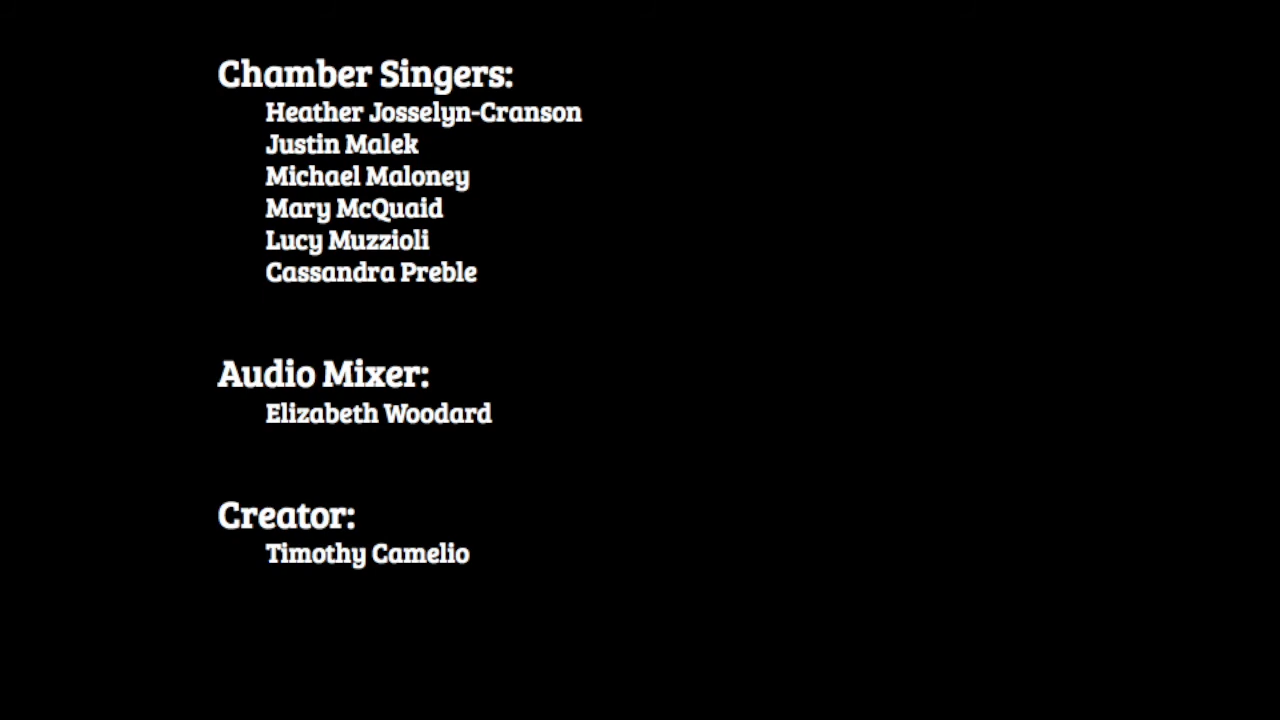 Chamber Singers:
Heather Josselyn-Cranson
Justin Malek
Michael Maloney
Mary McQuaid
Lucy Muzzioli
Cassandra Preble
Audio Mixer:
Elizabeth Woodard
Creator:
Timothy Camelio